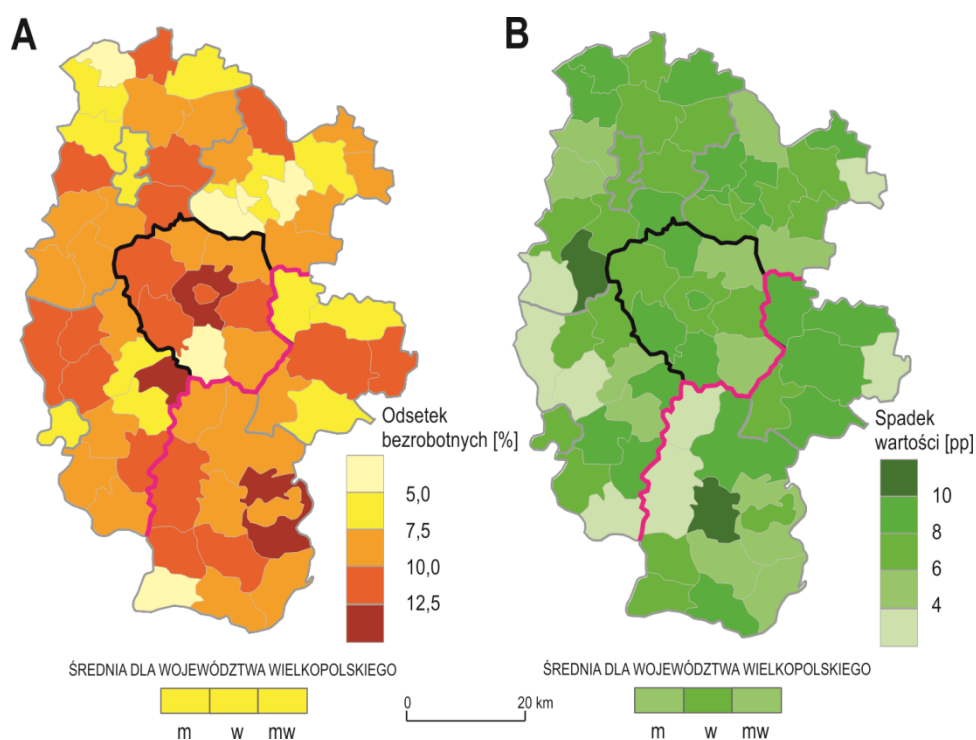 A
B
Odsetek
bezrobotnych [%]
5,0
7,5
10,0
12,5
Spadek
wartości [pp]
10
8
6
4
ŚREDNIA DLA WOJEWÓDZTWA WIELKOPOLSKIEGO
m w mw
0 20 km
ŚREDNIA DLA WOJEWÓDZTWA WIELKOPOLSKIEGO
m w mw